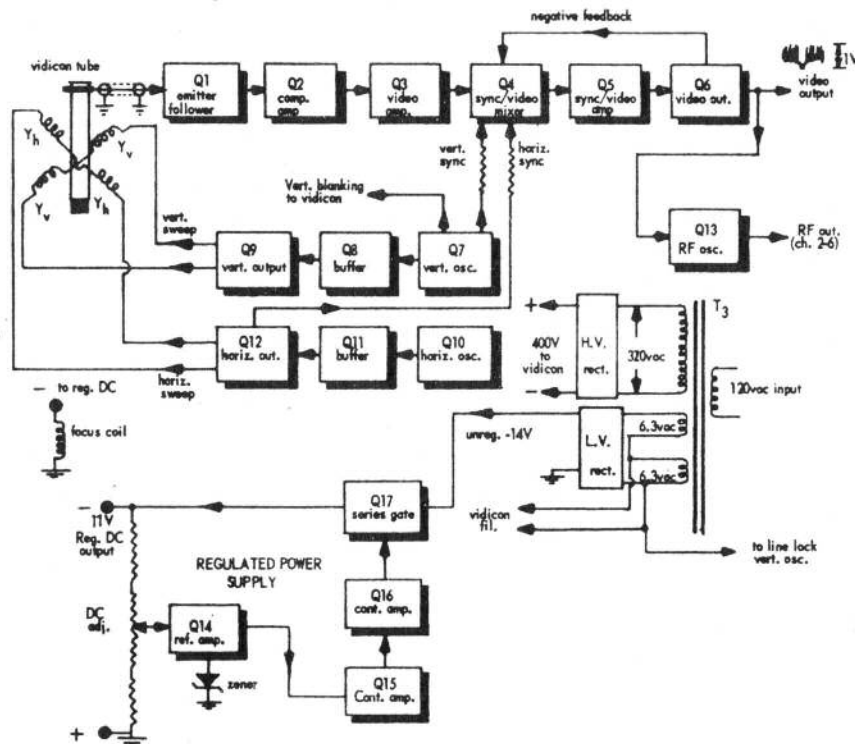 negative feedback
1V
video
output
vidicon tube
Q1
emitter
follower
Q2
comp.
amp
Q3
video
amp.
Q4
sync/video
mixer
Q5
sync/video
amp
Q6
video out.
Yh
Yv
Yv
Yh
vert.
sync
horiz.
sync
Vert. blanking
to vidicon
vert.
sweep
Q9
vert. output
Q8
buffer
Q7
vert. osc.
Q13
RF osc.
RF out.
(ch. 2-6)
Q12
horiz. out.
Q11
buffer
Q10
horiz. osc.
horiz.
sweep
+
400V
to
vidicon
-
H.V.
rect.
320vac
T3
120vac input
- to reg. DC
focus coil
unreg. -14V
L.V.
rect.
6.3vac
6.3vac
vidicon
fil.
to line lock
vert. osc.
-
11V
Reg. DC
output
Q17
series gate
REGULATED POWER
SUPPLY
Q16
cont. amp.
DC
adj.
Q14
ref. amp.
zener
Q15
Cont. amp.
+